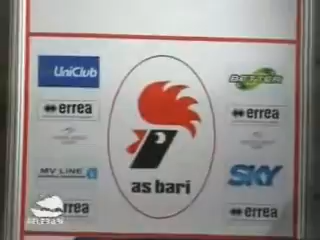 UniClub
BETTER
errea
errea
as bari
MV LINE
SKY
errea
errea